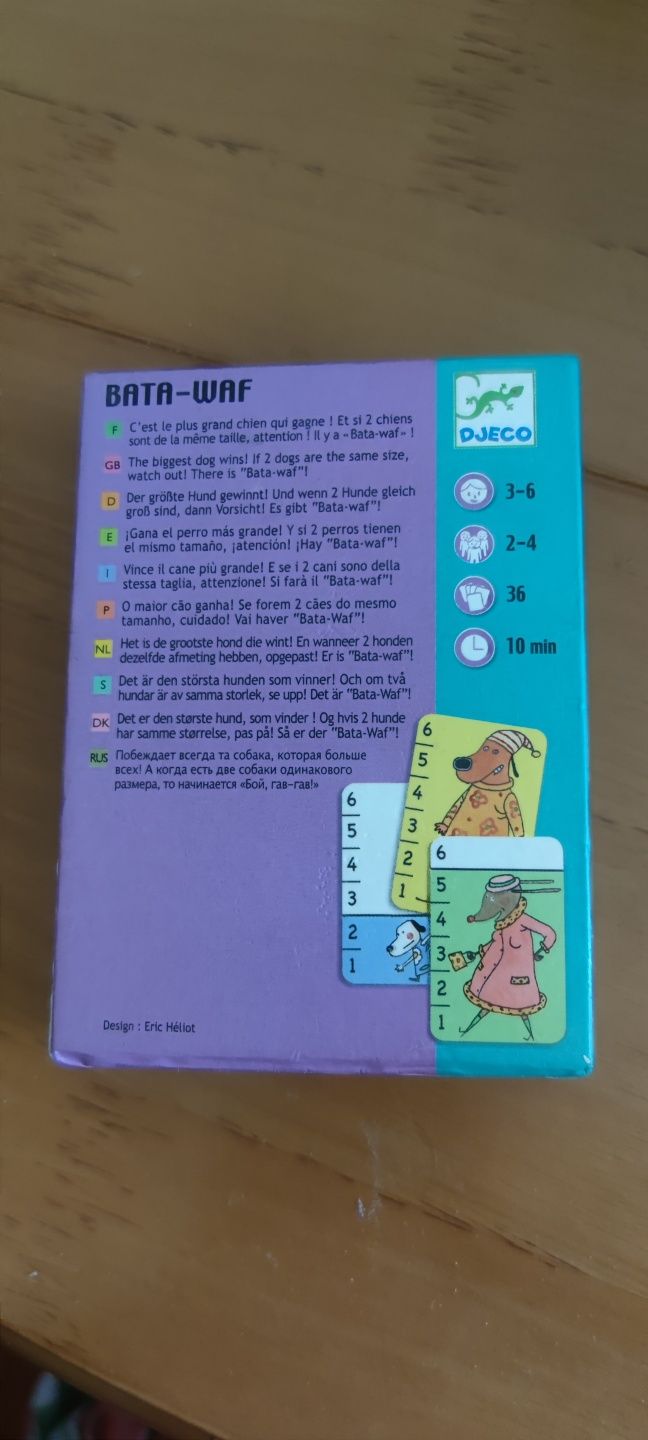 BATA-WAF
F C'est le plus grand chien qui gagne ! Et si 2 chiens
sont de la même taille, attention ! Il y a «Bata-waf» !
GB The biggest dog wins! If 2 dogs are the same size,
watch out! There is "Bata-waf"!
D Der größte Hund gewinnt! Und wenn 2 Hunde gleich
groß sind, dann Vorsicht! Es gibt "Bata-waf"!
E ¡Gana el perro más grande! Y si 2 perros tienen
el mismo tamaño, ¡atención! ¡Hay "Bata-waf"!
I Vince il cane più grande! E se i 2 cani sono della
stessa taglia, attenzione! Si farà il "Bata-waf"!
P O maior cão ganha! Se forem 2 cães do mesmo
tamanho, cuidado! Vai haver "Bata-Waf"!
NL Het is de grootste hond die wint! En wanneer 2 honden
dezelfde afmeting hebben, opgepast! Er is "Bata-waf"!
S Det är den största hunden som vinner! Och om två
hundar är av samma storlek, se upp! Det är "Bata-Waf"!
DK Det er den største hund, som vinder ! Og hvis 2 hunde
har samme størrelse, pas på! Så er der "Bata-Waf"!
RUS Побеждает всегда та собака, которая больше
всех! А когда есть две собаки одинакового
размера, то начинается «Бой, гав-гав!»
Design : Eric Héliot
DJECO
3-6
2-4
36
10 min
6
5
4
3
2
1
6
5
4
3
2
1
6
5
4
3
2
1